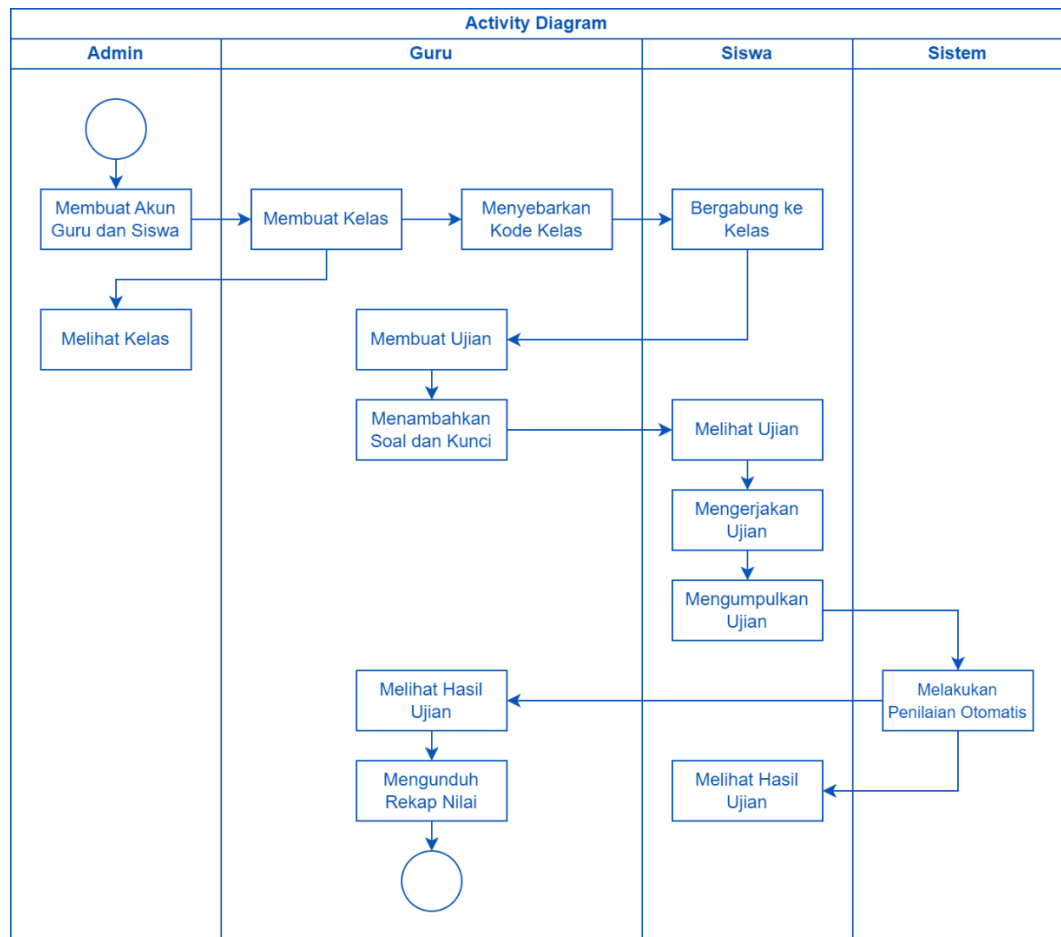 Activity Diagram
Admin
Guru
Siswa
Sistem
Membuat Akun
Guru dan Siswa
Membuat Kelas
Menyebarkan
Kode Kelas
Bergabung ke
Kelas
Melihat Kelas
Membuat Ujian
Menambahkan
Soal dan Kunci
Melihat Ujian
Mengerjakan
Ujian
Mengumpulkan
Ujian
Melihat Hasil
Ujian
Melakukan
Penilaian Otomatis
Mengunduh
Rekap Nilai
Melihat Hasil
Ujian